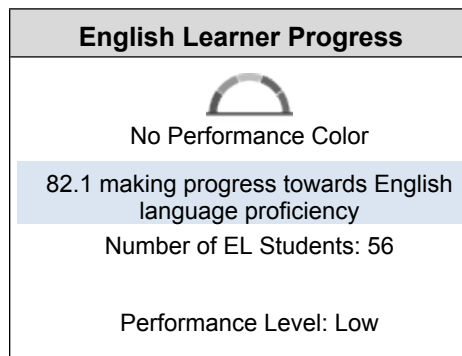 English Learner Progress
No Performance Color
82.1 making progress towards English
language proficiency
Number of EL Students: 56
Performance Level: Low